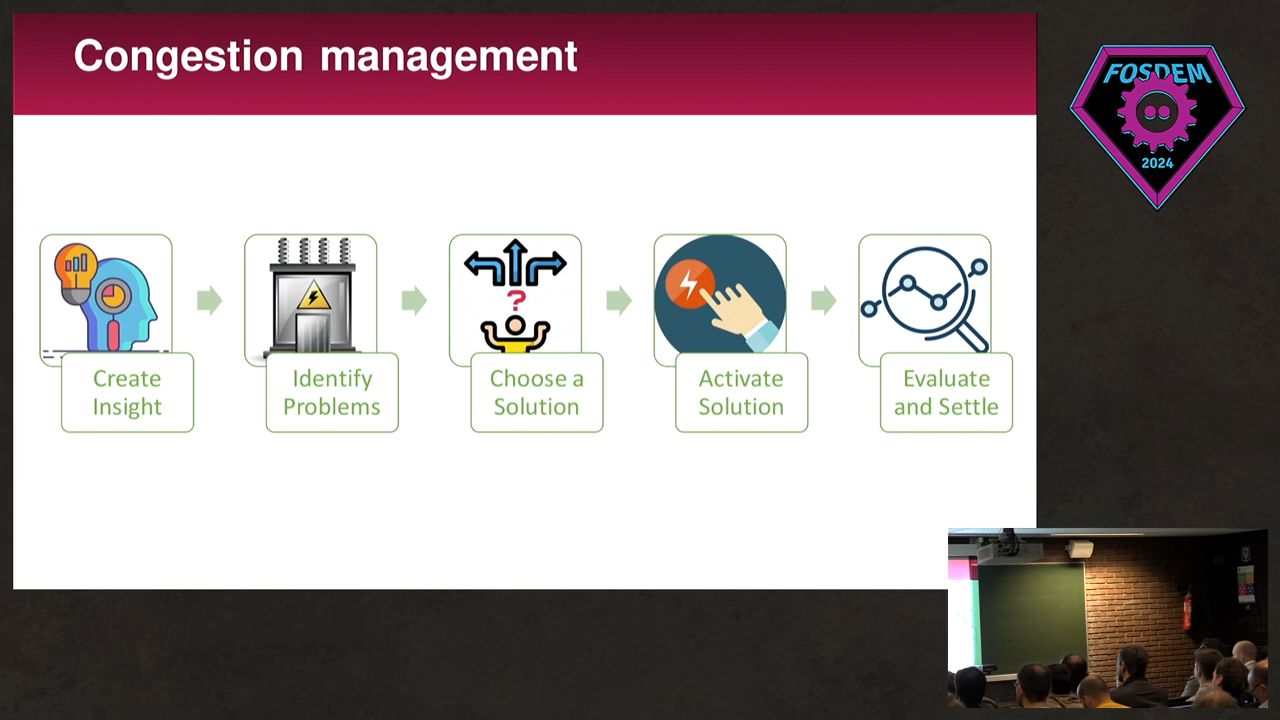 Congestion management
FOSDEM
2024
Create
Insight
Identify
Problems
?
Choose a
Solution
Activate
Solution
Evaluate
and Settle